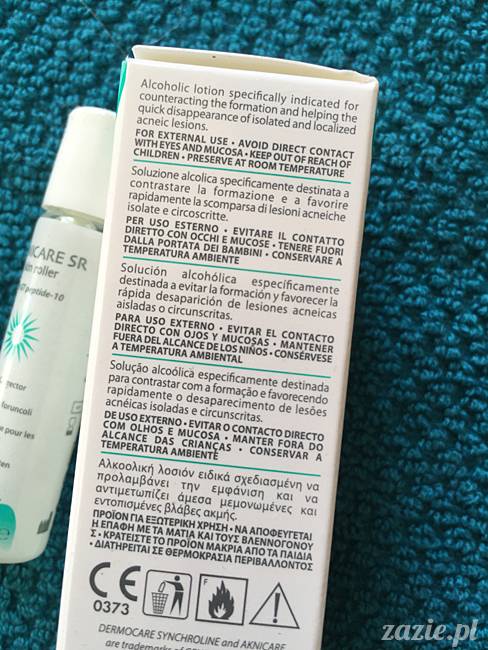 Alcoholic lotion specifically indicated for
counteracting the formation and helping the
quick disappearance of isolated and localized
acneic lesions.
FOR EXTERNAL USE • AVOID DIRECT CONTACT
WITH EYES AND MUCOSA • KEEP OUT OF REACH OF
CHILDREN • PRESERVE AT ROOM TEMPERATURE
Soluzione alcolica specificamente destinata a
contrastare la formazione e a favorire
rapidamente la scomparsa di lesioni acneiche
isolate e circoscritte.
PER USO ESTERNO • EVITARE IL CONTATTO
DIRETTO CON OCCHI E MUCOSE • TENERE FUORI
DALLA PORTATA DEI BAMBINI • CONSERVARE A
TEMPERATURA AMBIENTE
Solución alcohólica específicamente
destinada a evitar la formación y favorecer la
rápida desaparición de lesiones acneicas
aisladas o circunscritas.
PARA USO EXTERNO • EVITAR EL CONTACTO
DIRECTO CON OJOS Y MUCOSAS • MANTENER
FUERA DEL ALCANCE DE LOS NIÑOS • CONSÉRVESE
A TEMPERATURA AMBIENTAL
Solução alcoólica especificamente destinada
para contrastar com a formação e favorecendo
rapidamente o desaparecimento de lesões
acnéicas isoladas e circunscritas.
DE USO EXTERNO • EVITAR O CONTACTO DIRECTO
COM OLHOS E MUCOSA • MANTER FORA DO
ALCANCE DAS CRIANÇAS • CONSERVAR A
TEMPERATURA AMBIENTE
Αλκοολική λοσιόν ειδικά σχεδιασμένη να
προλαμβάνει την εμφάνιση και να
αντιμετωπίζει άμεσα μεμονωμένες και
εντοπισμένες βλάβες ακμής.
ΠΡΟΪΟΝ ΓΙΑ ΕΞΩΤΕΡΙΚΗ ΧΡΗΣΗ • ΝΑ ΑΠΟΦΕΥΓΕΤΑΙ
Η ΕΠΑΦΗ ΜΕ ΤΑ ΜΑΤΙΑ ΚΑΙ ΤΟΥΣ ΒΛΕΝΝΟΓΟΝΟΥ
Σ • ΚΡΑΤΕΙΣΤΕ ΤΟ ΠΡΟΪΟΝ ΜΑΚΡΙΑ ΑΠΟ ΤΑ ΠΑΙΔΙΑ
• ΔΙΑΤΗΡΕΙΤΑΙ ΣΕ ΘΕΡΜΟΚΡΑΣΙΑ ΠΕΡΙΒΑΛΛΟΝΤΟΣ
CE
0373
F
DERMOCARE SYNCHROLINE and AKNICARE
are trademarks of
NICARE SR
roller
peptide-10
foruncoli
pour les
zazie.pl